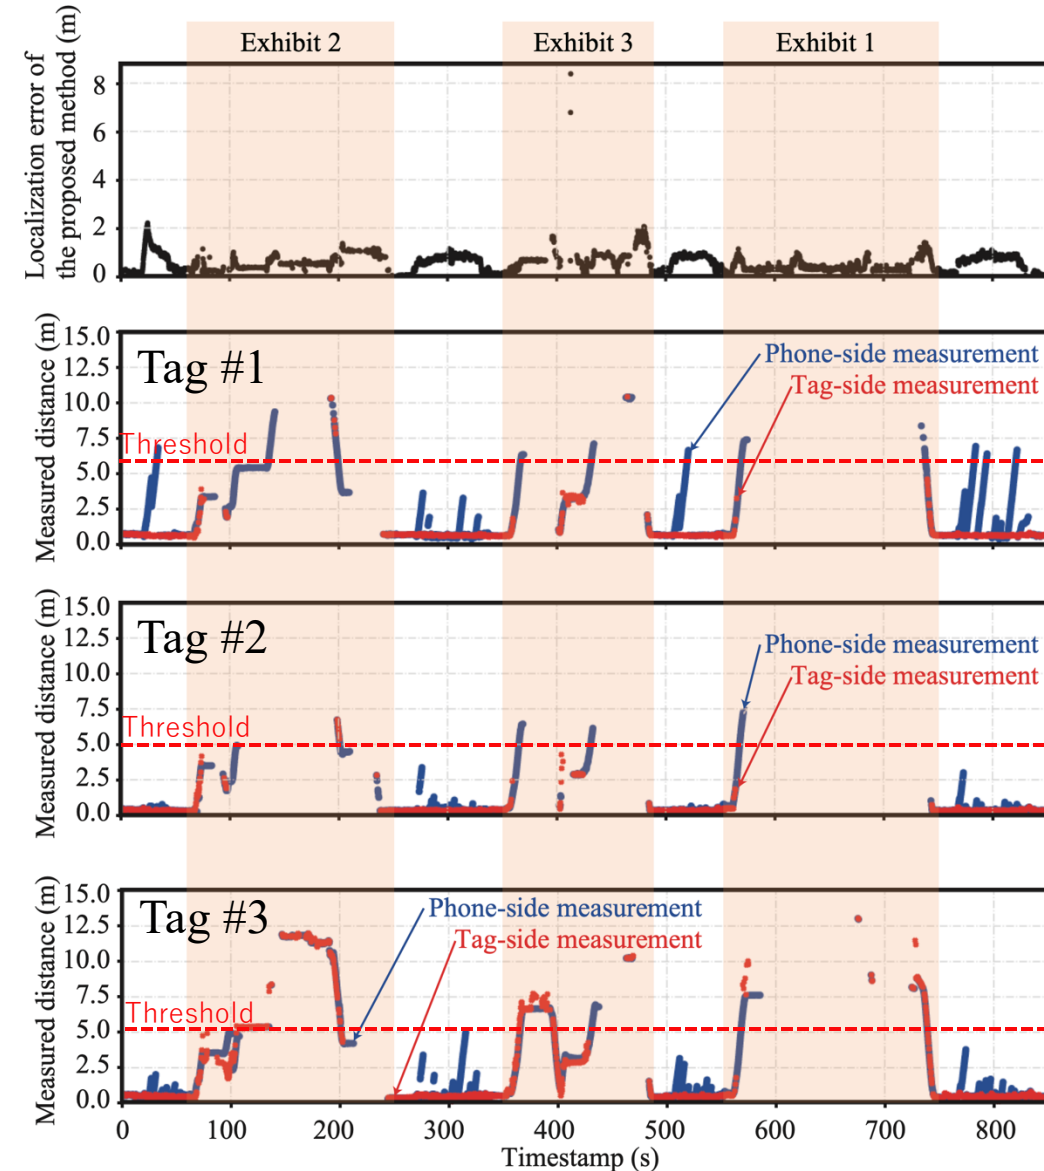 Exhibit 2
Exhibit 3
Exhibit 1
Localization error of
the proposed method (m)
8
6
4
2
0
Measured distance (m)
15.0
12.5
10.0
7.5
5.0
2.5
0.0
Tag #1
Threshold
Phone-side measurement
Tag-side measurement
Measured distance (m)
15.0
12.5
10.0
7.5
5.0
2.5
0.0
Tag #2
Threshold
Phone-side measurement
Tag-side measurement
Measured distance (m)
15.0
12.5
10.0
7.5
5.0
2.5
0.0
Tag #3
Threshold
Phone-side measurement
Tag-side measurement
0 100 200 300 400 500 600 700 800
Timestamp (s)